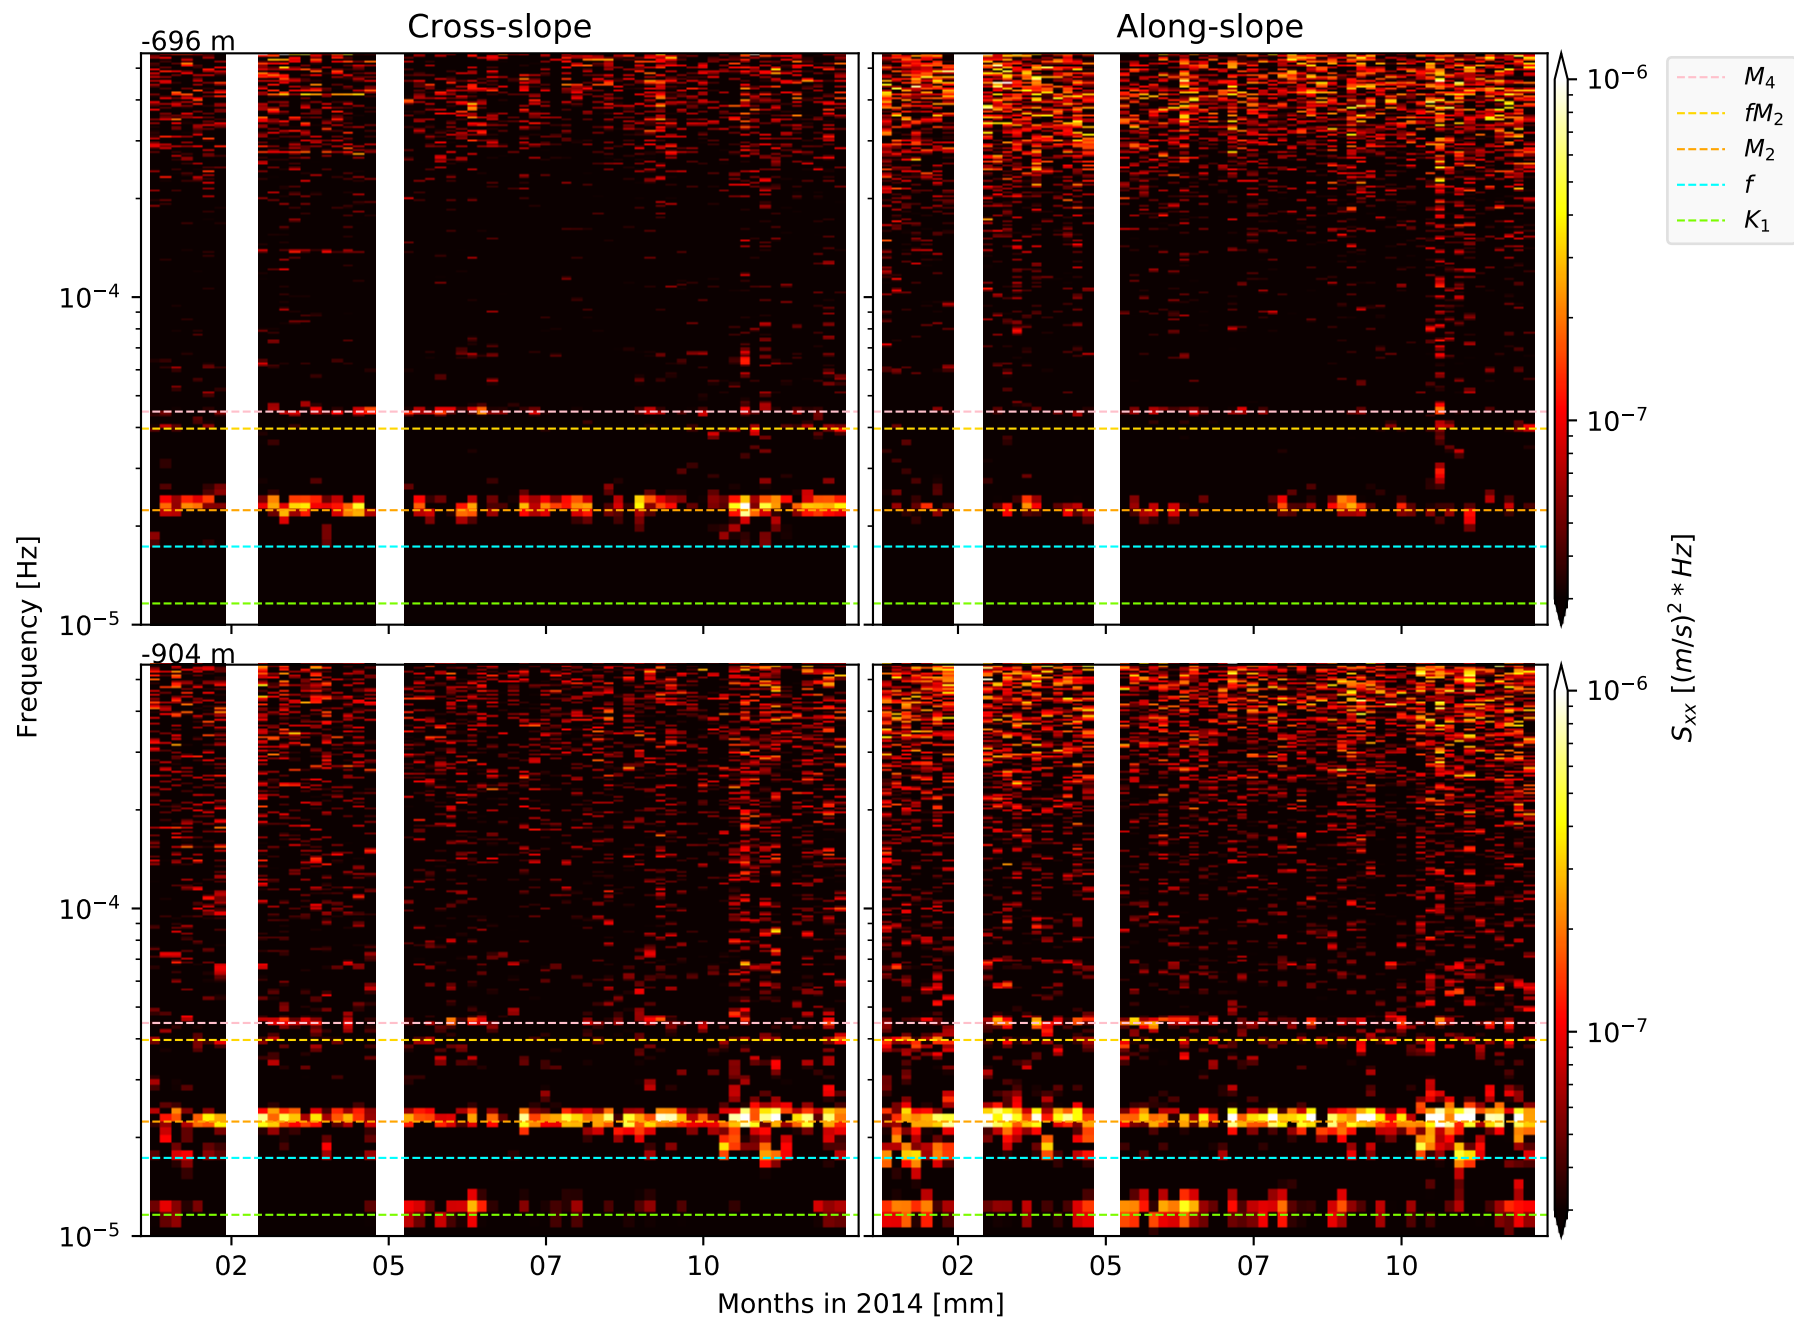 Cross-slope
Along-slope
-696 m
10⁻⁴
10⁻⁵
10⁻⁶
10⁻⁷
M₄
fM₂
M₂
f
K₁
Frequency [Hz]
Sₓₓ [(m/s)² * Hz]
-904 m
10⁻⁴
10⁻⁵
10⁻⁶
10⁻⁷
02 05 07 10
02 05 07 10
Months in 2014 [mm]